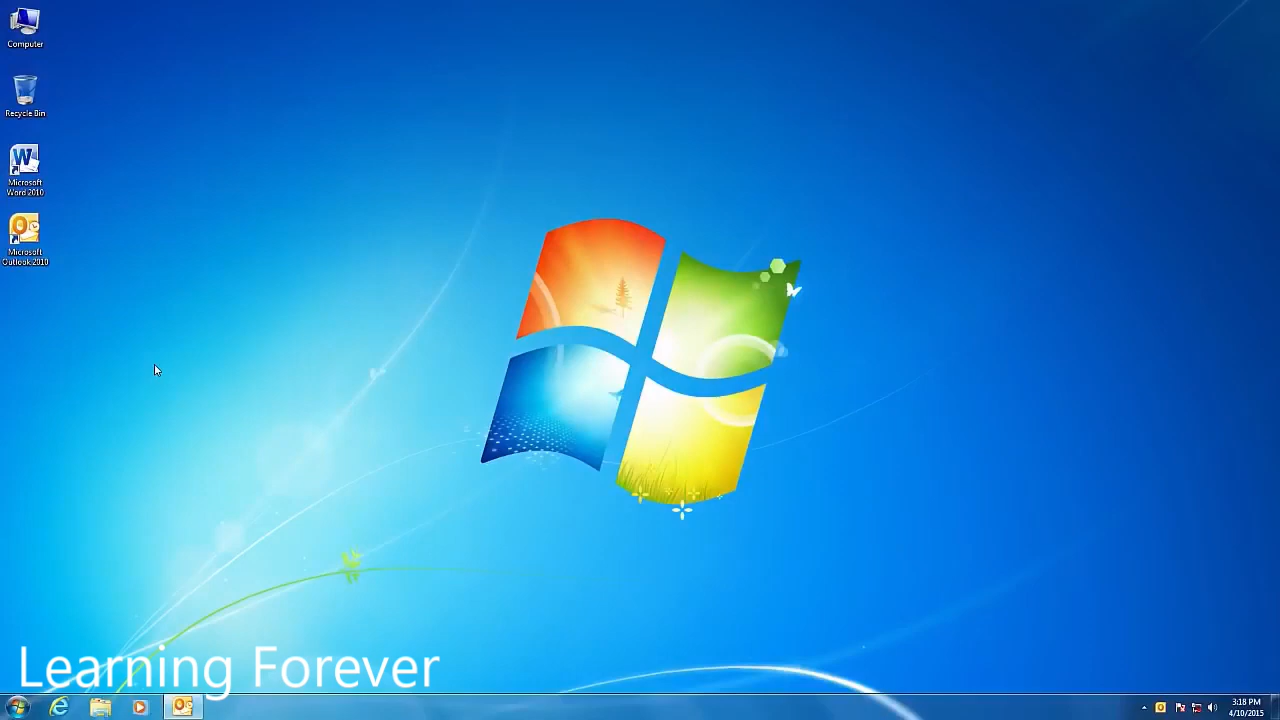 Computer
Recycle Bin
Microsoft
Word 2010
Microsoft
Outlook 2010
Learning Forever
3:18 PM
4/10/2015